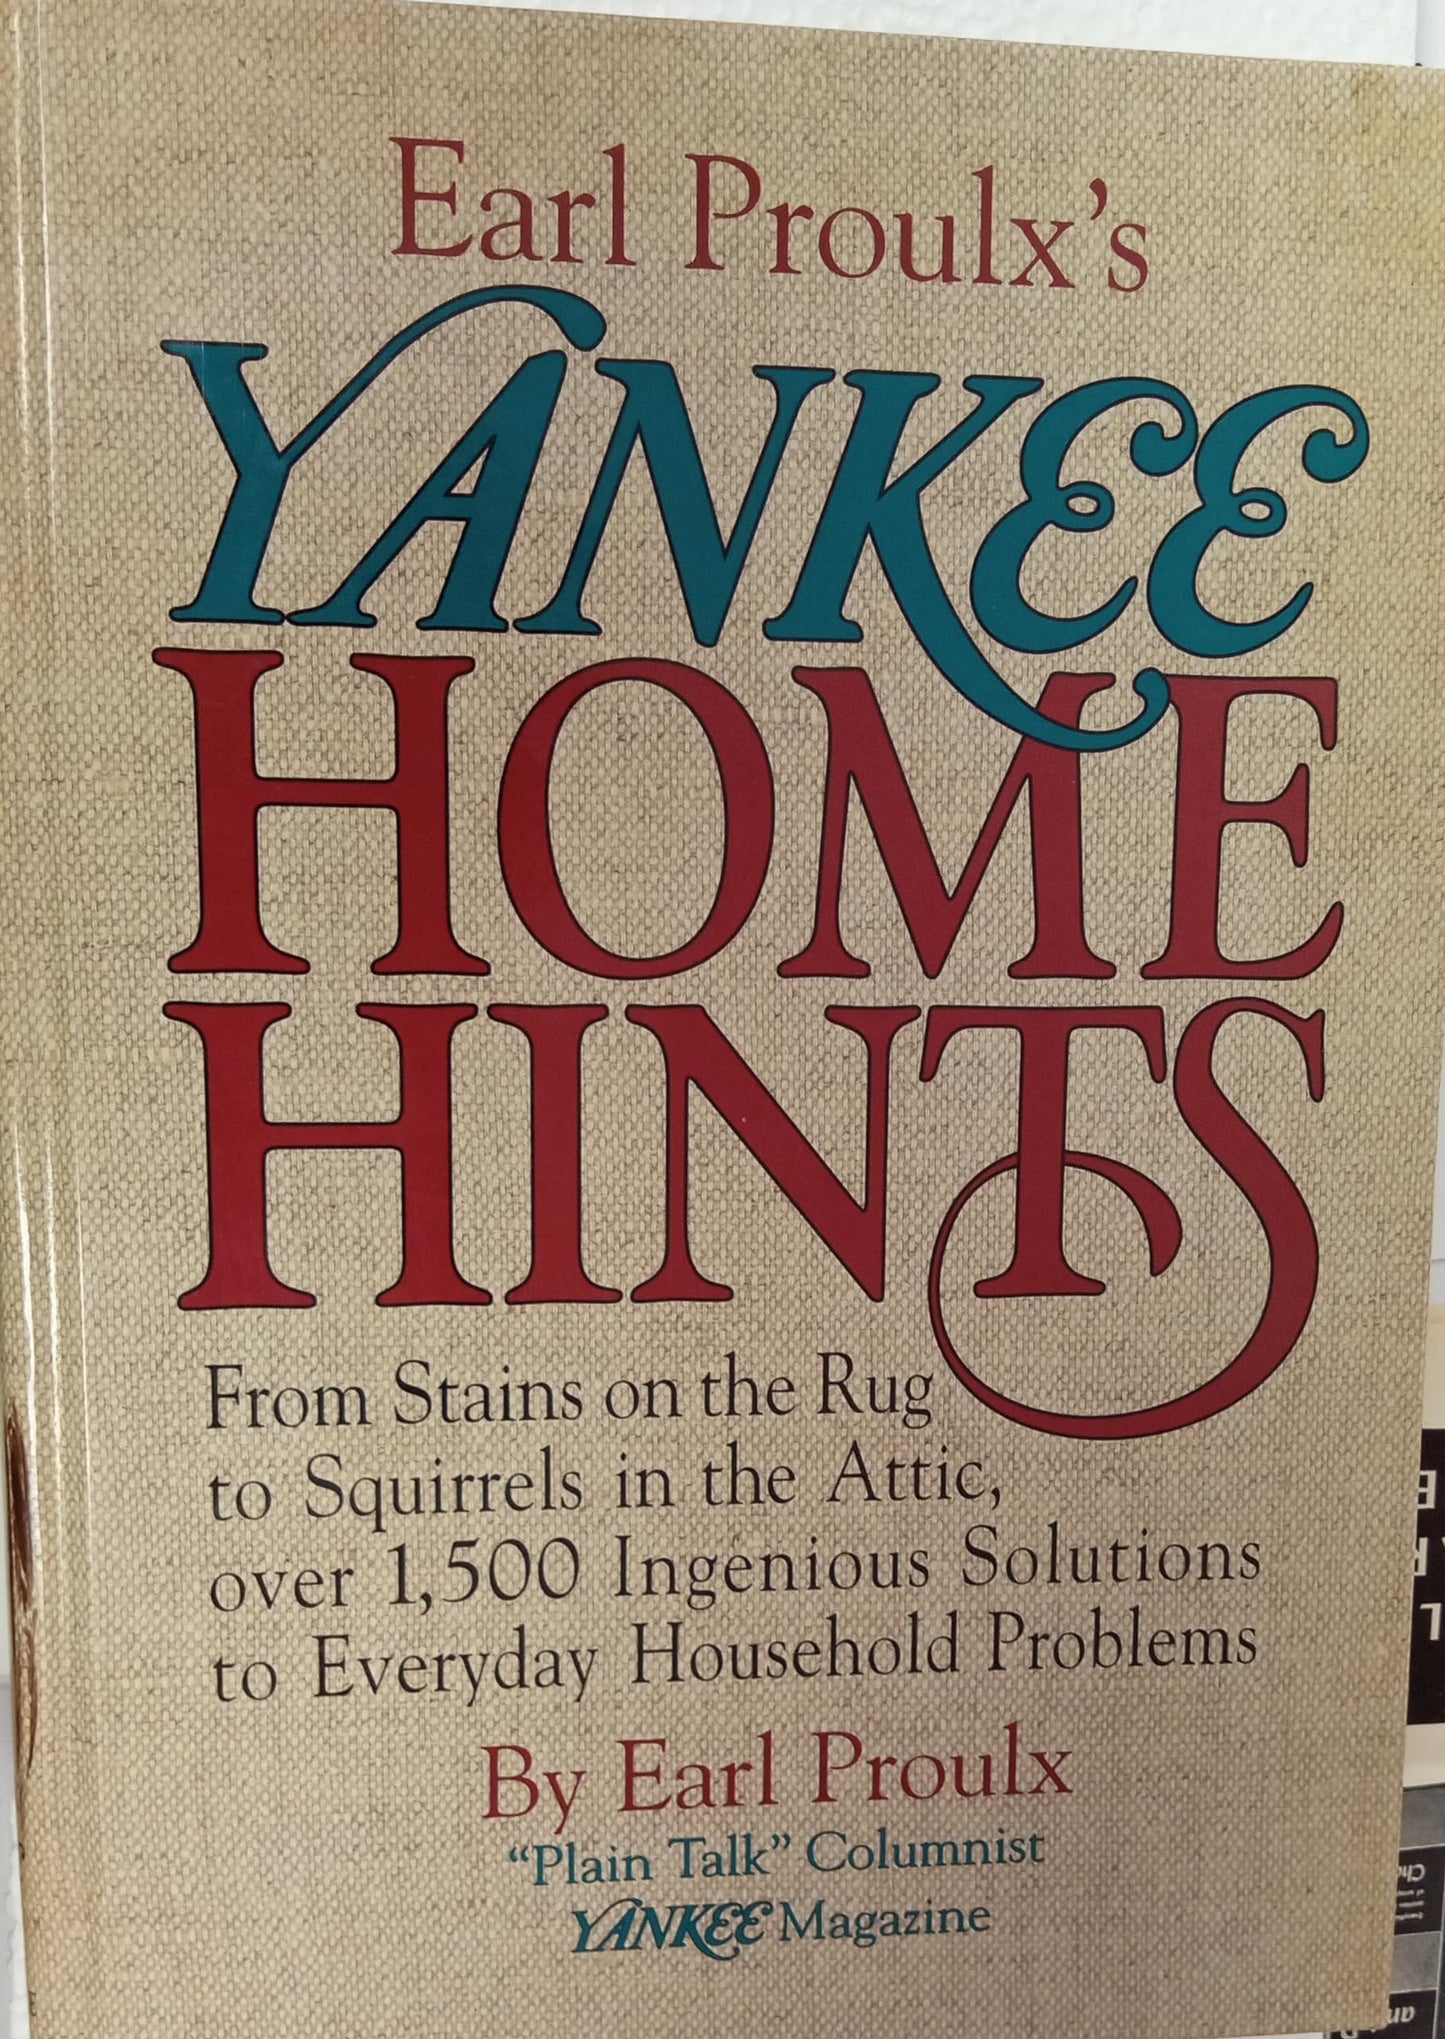 Earl Proulx's
YANKEE
HOME
HINTS
From Stains on the Rug
to Squirrels in the Attic,
over 1,500 Ingenious Solutions
to Everyday Household Problems
By Earl Proulx
“Plain Talk” Columnist
YANKEE Magazine